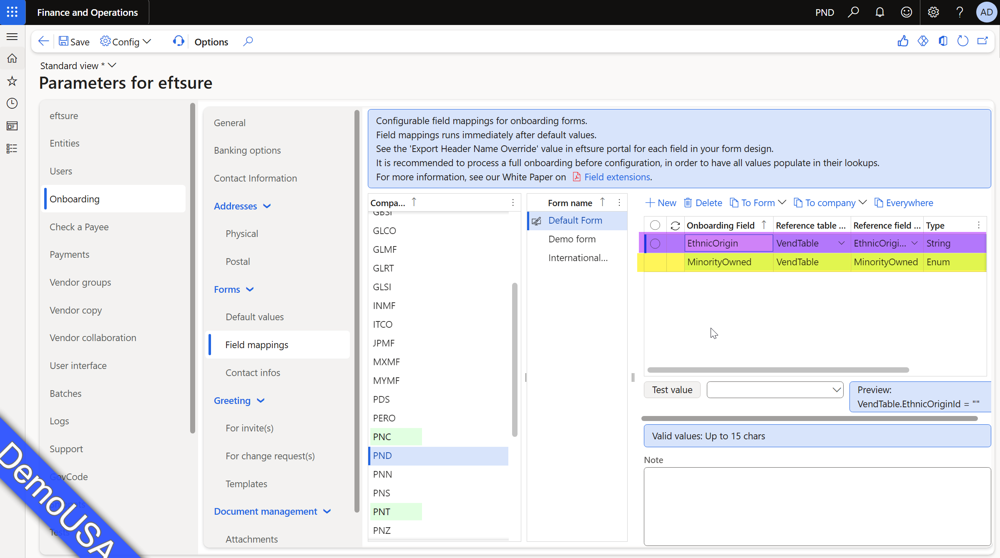 Finance and Operations
PND
AD
Save
Config
Options
Standard view *
Parameters for eftsure
eftsure
Entities
Users
Onboarding
Check a Payee
Payments
Vendor groups
Vendor copy
Vendor collaboration
User interface
Batches
Logs
Support
GovCode
Snippets
Tests
DemoUSA
General
Banking options
Contact Information
Addresses
Physical
Postal
Forms
Default values
Field mappings
Contact infos
Greeting
For invite(s)
For change request(s)
Templates
Document management
Attachments
Configurable field mappings for onboarding forms.
Field mappings runs immediately after default values.
See the 'Export Header Name Override' value in eftsure portal for each field in your form design.
It is recommended to process a full onboarding before configuration, in order to have all values populate in their lookups.
For more information, see our White Paper on Field extensions.
Compa...
GBSI
GLCO
GLMF
GLRT
GLSI
INMF
ITCO
JPMF
MXMF
MYMF
PDS
PERO
PNC
PND
PNN
PNS
PNT
PNZ
Form name
Default Form
Demo form
International...
New Delete To Form To company Everywhere
Onboarding Field Reference table ... Reference field ... Type
EthnicOrigin VendTable EthnicOrigi... String
MinorityOwned VendTable MinorityOwned Enum
Test value
Preview:
VendTable.EthnicOriginId = ""
Valid values: Up to 15 chars
Note